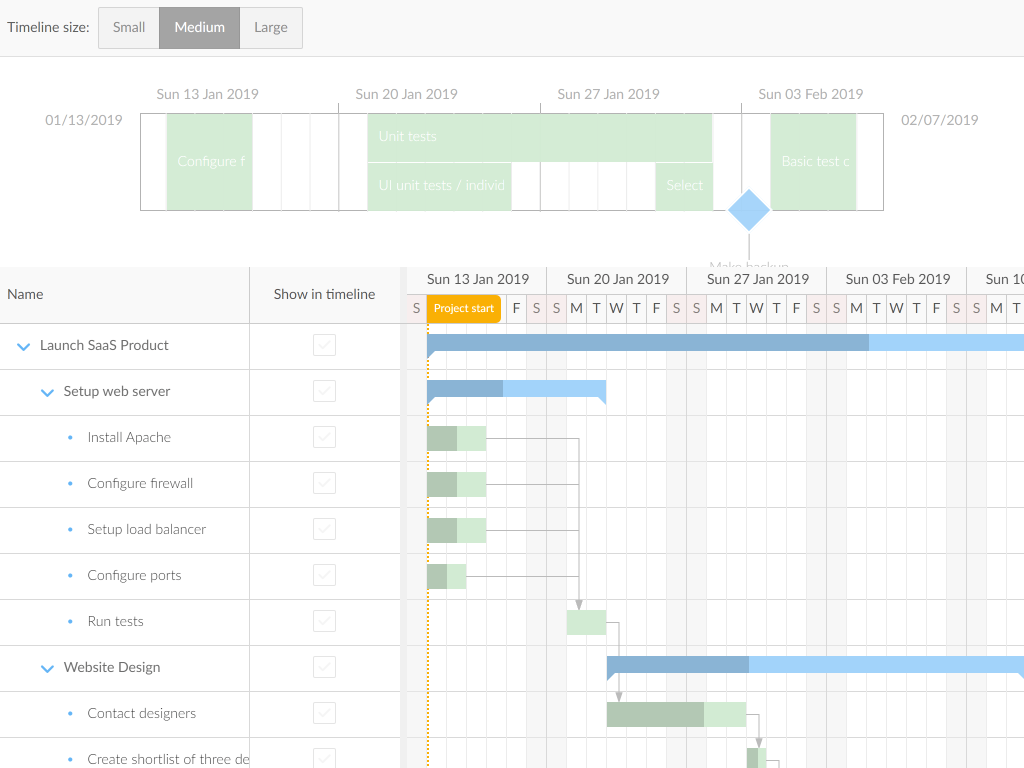 Timeline size: Small Medium Large
Sun 13 Jan 2019 Sun 20 Jan 2019 Sun 27 Jan 2019 Sun 03 Feb 2019
01/13/2019 02/07/2019
Unit tests
Configure f Basic test c
UI unit tests / individ Select
Make backup
Name Show in timeline
Sun 13 Jan 2019 Sun 20 Jan 2019 Sun 27 Jan 2019 Sun 03 Feb 2019 Sun 10
S Project start F S S M T W T F S S M T W T F S S M T W T F S S M T
Launch SaaS Product
Setup web server
Install Apache
Configure firewall
Setup load balancer
Configure ports
Run tests
Website Design
Contact designers
Create shortlist of three de